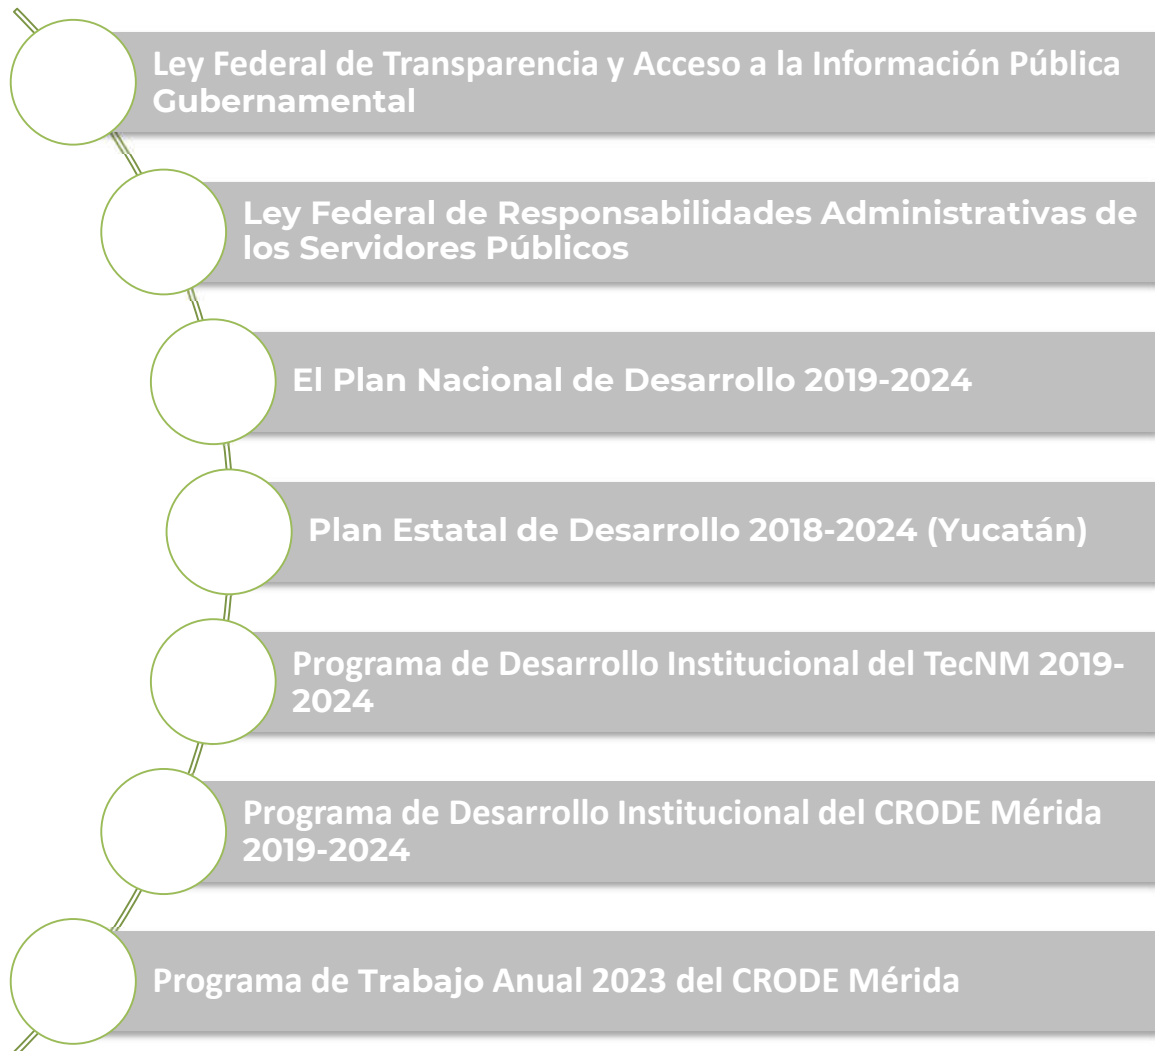 Ley Federal de Transparencia y Acceso a la Información Pública
Gubernamental
Ley Federal de Responsabilidades Administrativas de
los Servidores Públicos
El Plan Nacional de Desarrollo 2019-2024
Plan Estatal de Desarrollo 2018-2024 (Yucatán)
Programa de Desarrollo Institucional del TecNM 2019-
2024
Programa de Desarrollo Institucional del CRODE Mérida
2019-2024
Programa de Trabajo Anual 2023 del CRODE Mérida